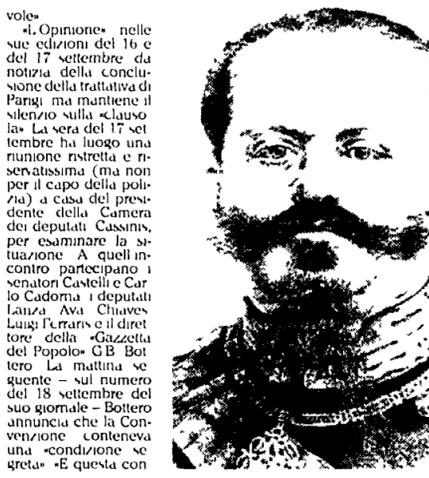 vole»
«L'Opinione» nelle
sue edizioni del 16 e
del 17 settembre da
notizia della conclu-
sione della trattativa di
Parigi ma mantiene il
silenzio sulla «clauso
la» La sera del 17 set
tembre ha luogo una
riunione ristretta e ri-
servatissima (ma non
per il capo della poli-
zia) a casa del presi-
dente della Camera
dei deputati Cassinis,
per esaminare la si-
tuazione A quell'in-
contro partecipano i
senatori Castelli e Car
lo Cadorna i deputati
Lanza Ava Chiaves
Luigi Ferraris e il diret
tore della «Gazzetta
del Popolo» G B Bot
tero La mattina se
guente – sul numero
del 18 settembre del
suo giornale – Bottero
annuncia che la Con-
venzione conteneva
una «condizione se
greta» «E questa con